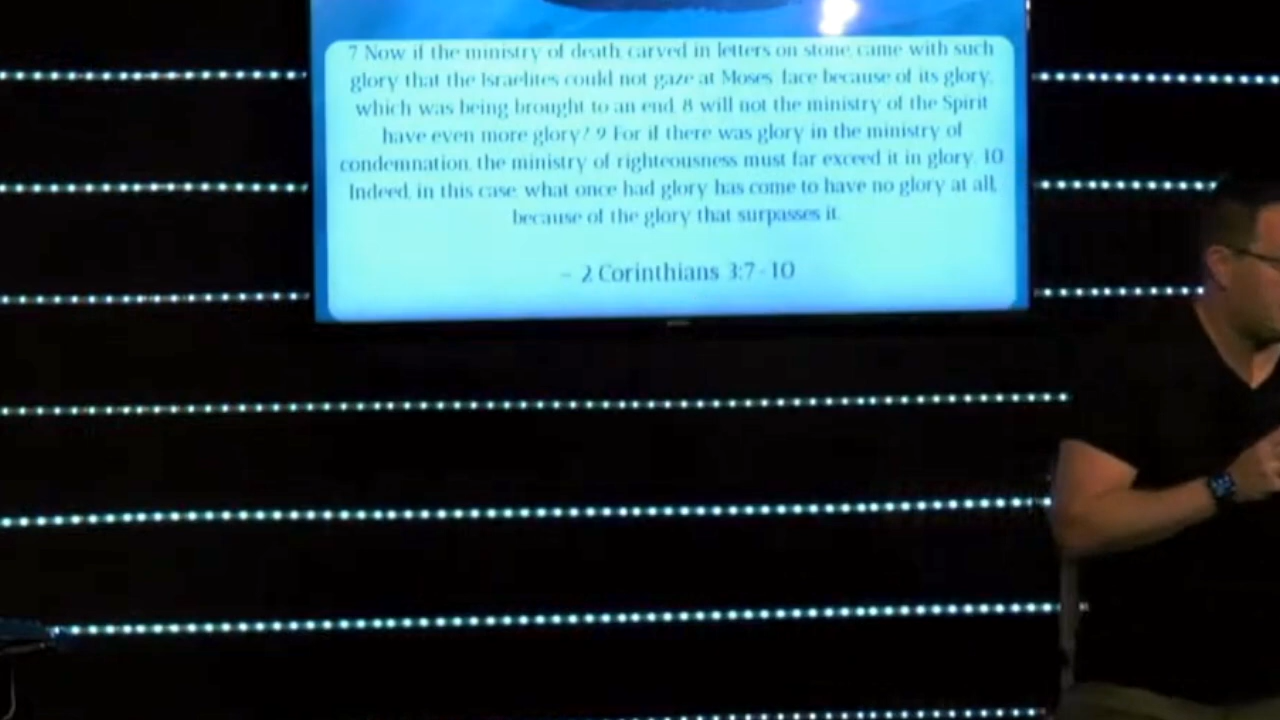 7 Now if the ministry of death, carved in letters on stone, came with such
glory that the Israelites could not gaze at Moses' face because of its glory,
which was being brought to an end, 8 will not the ministry of the Spirit
have even more glory? 9 For if there was glory in the ministry of
condemnation, the ministry of righteousness must far exceed it in glory. 10
Indeed, in this case, what once had glory has come to have no glory at all,
because of the glory that surpasses it.
- 2 Corinthians 3:7-10